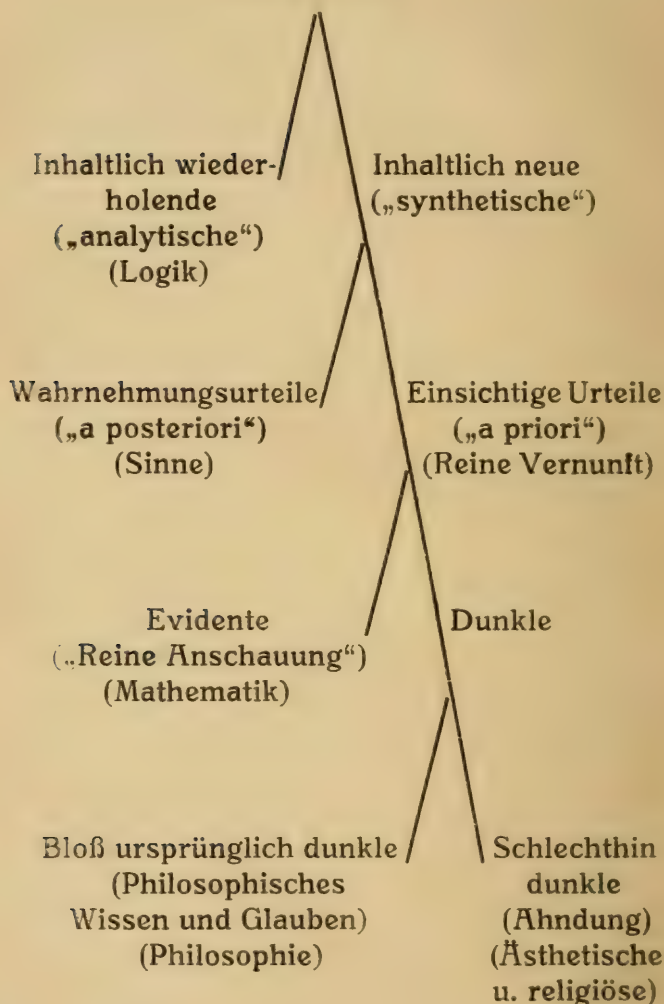 Inhaltlich wieder-
holende
(„analytische“)
(Logik)
Inhaltlich neue
(„synthetische“)
Wahrnehmungsurteile
(„a posteriori“)
(Sinne)
Einsichtige Urteile
(„a priori“)
(Reine Vernunft)
Evidente
(„Reine Anschauung“)
(Mathematik)
Dunkle
Bloß ursprünglich dunkle
(Philosophisches
Wissen und Glauben)
(Philosophie)
Schlechthin
dunkle
(Ahndung)
(Ästhetische
u. religiöse)